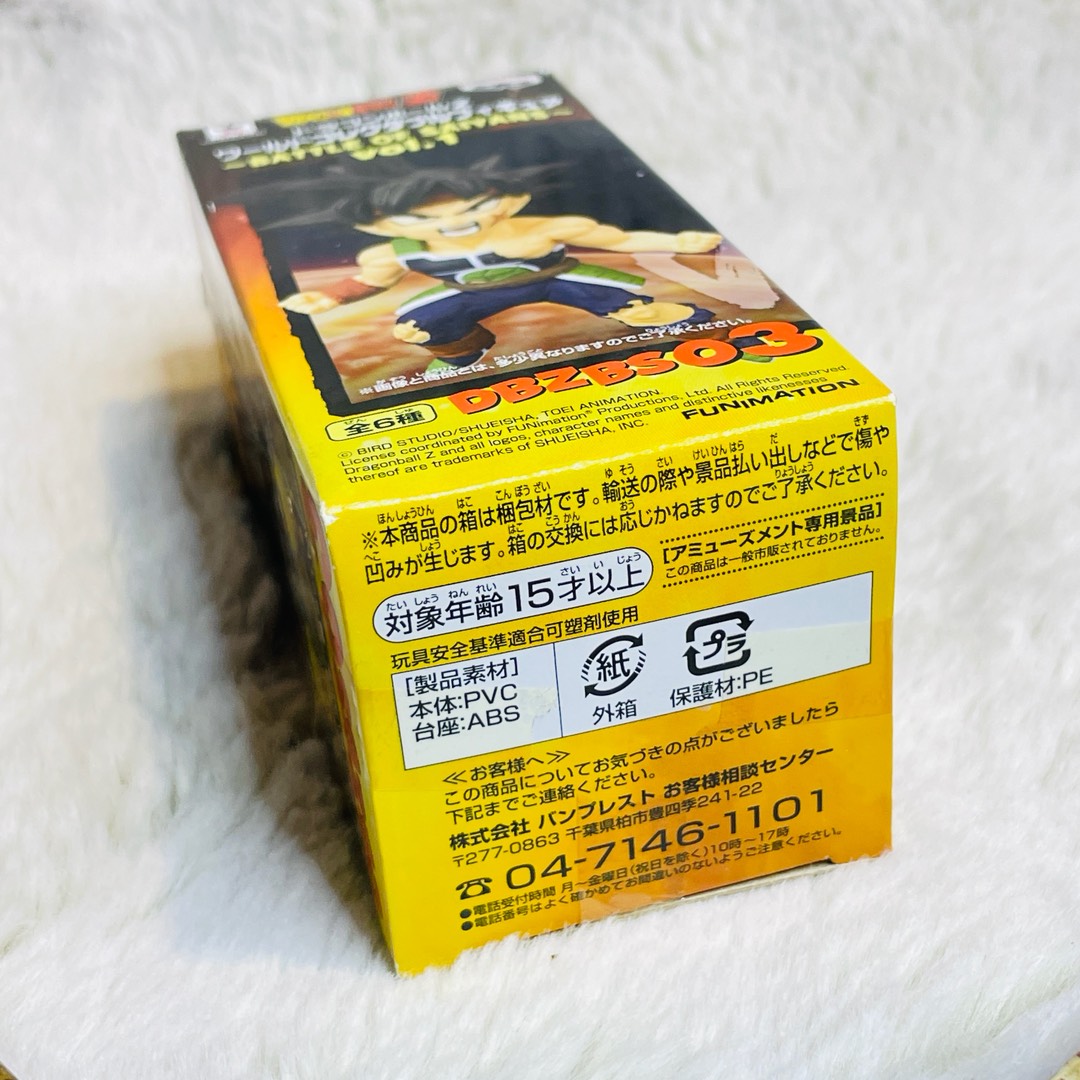 ドラゴンボールZ
ワールドコレクタブルフィギュア
~BATTLE OF SAIYANS~
vol.1
※画像と商品とは、多少異なりますのでご了承ください。
DBZBS03
全6種
© BIRD STUDIO/SHUEISHA, TOEI ANIMATION
License coordinated by FUNimation® Productions, Ltd. All Rights Reserved.
Dragonball Z and all logos, character names and distinctive likenesses
thereof are trademarks of SHUEISHA, INC.
FUNIMATION
※本商品の箱は梱包材です。輸送の際や景品払い出しなどで傷や
凹みが生じます。箱の交換には応じかねますのでご了承ください。
対象年齢15才以上
[アミューズメント専用景品]
この商品は一般市販されておりません。
玩具安全基準適合可塑剤使用
[製品素材]
本体:PVC
台座:ABS
紙
外箱
プラ
保護材:PE
≪お客様へ≫
この商品についてお気づきの点がございましたら
下記までご連絡ください。
株式会社 バンプレスト お客様相談センター
〒277-0863 千葉県柏市豊四季241-22
☎ 04-7146-1101
●電話受付時間 月～金曜日(祝日を除く)10時～17時
●電話番号はよく確かめてお間違いのないようご注意ください。